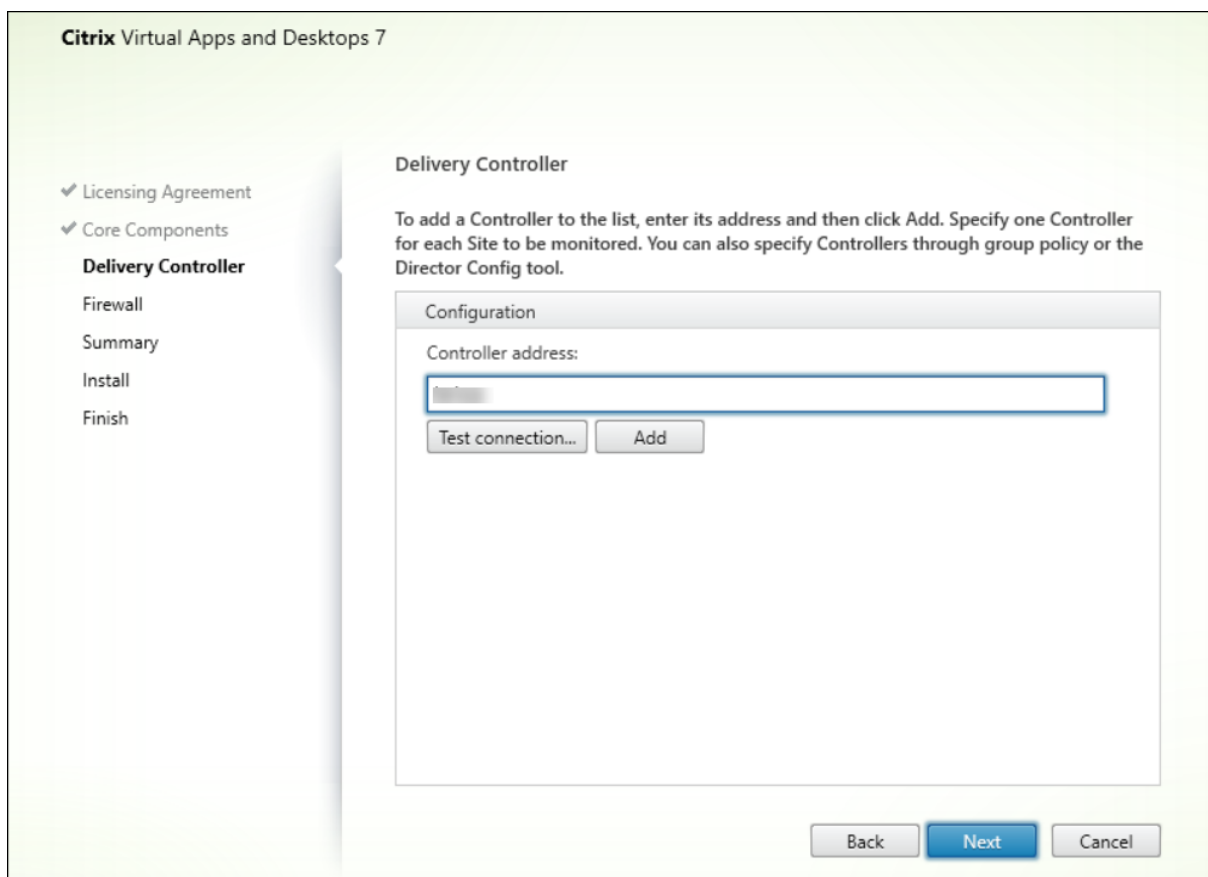 Citrix Virtual Apps and Desktops 7
Licensing Agreement
Core Components
Delivery Controller
Firewall
Summary
Install
Finish
Delivery Controller
To add a Controller to the list, enter its address and then click Add. Specify one Controller
for each Site to be monitored. You can also specify Controllers through group policy or the
Director Config tool.
Configuration
Controller address:
Test connection... Add
Back Next Cancel